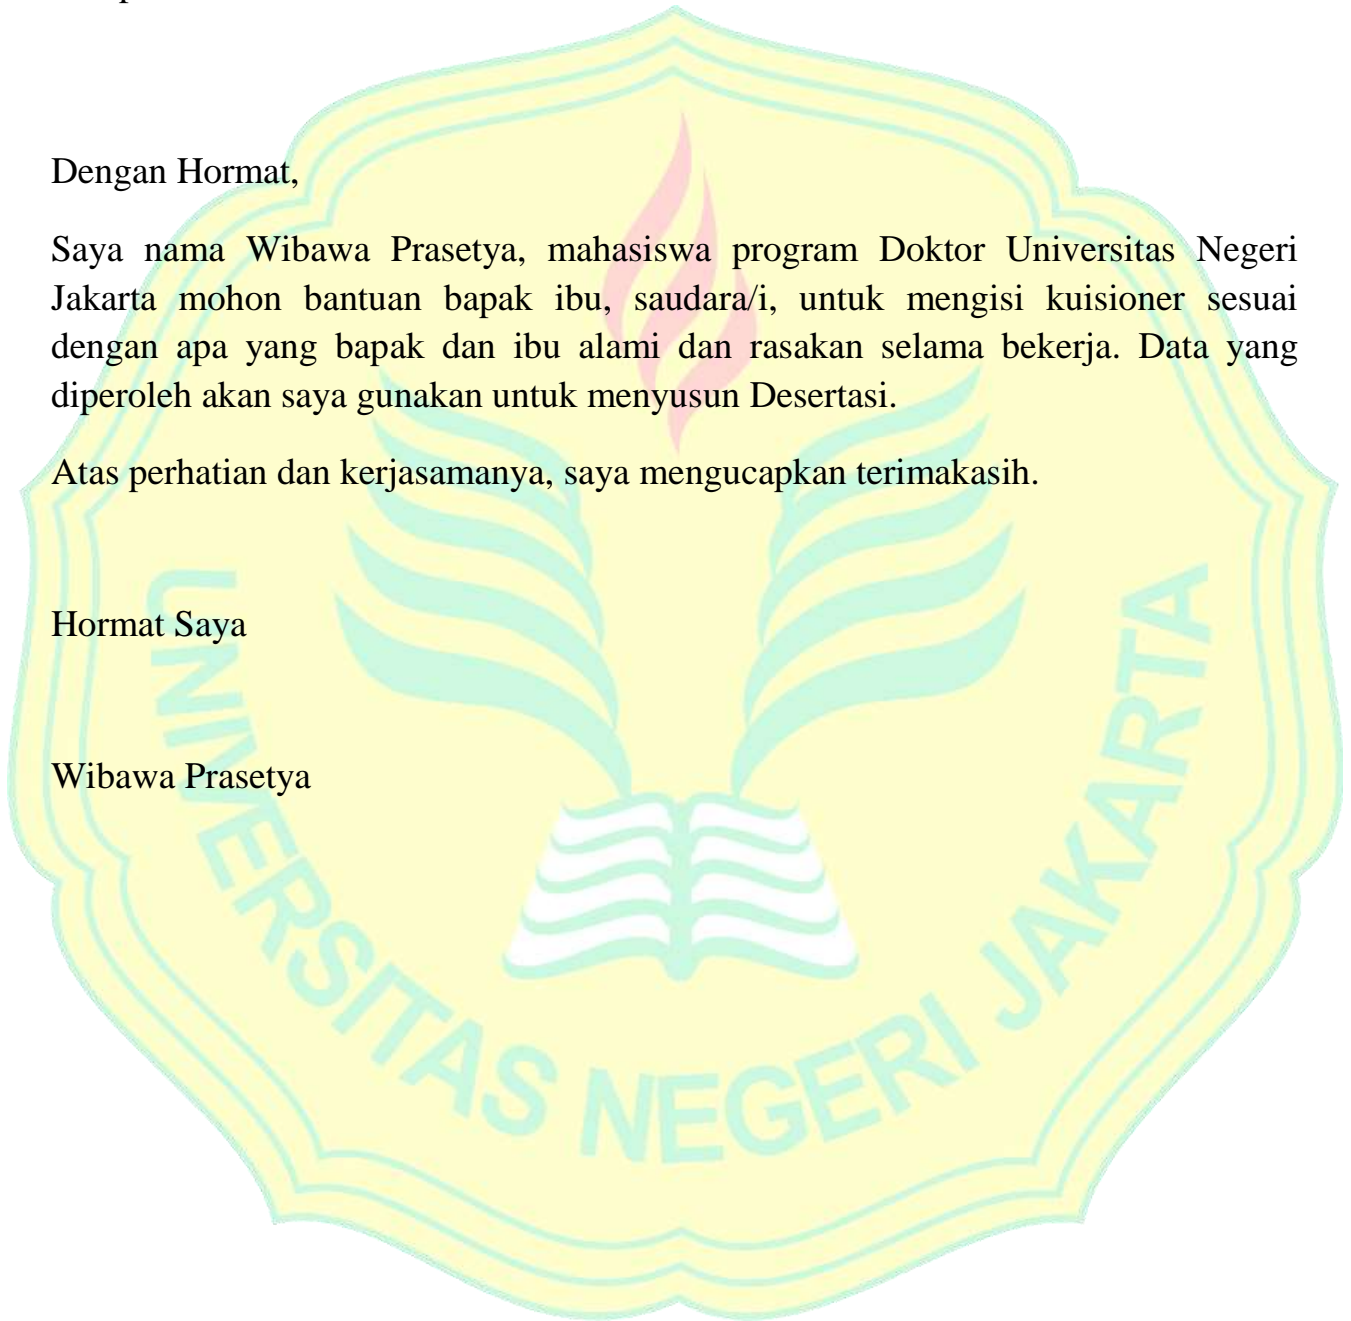 Dengan Hormat,
Saya nama Wibawa Prasetya, mahasiswa program Doktor Universitas Negeri
Jakarta mohon bantuan bapak ibu, saudara/i, untuk mengisi kuisioner sesuai
dengan apa yang bapak dan ibu alami dan rasakan selama bekerja. Data yang
diperoleh akan saya gunakan untuk menyusun Desertasi.
Atas perhatian dan kerjasamanya, saya mengucapkan terimakasih.
Hormat Saya
Wibawa Prasetya
UNIVERSITAS NEGERI JAKARTA